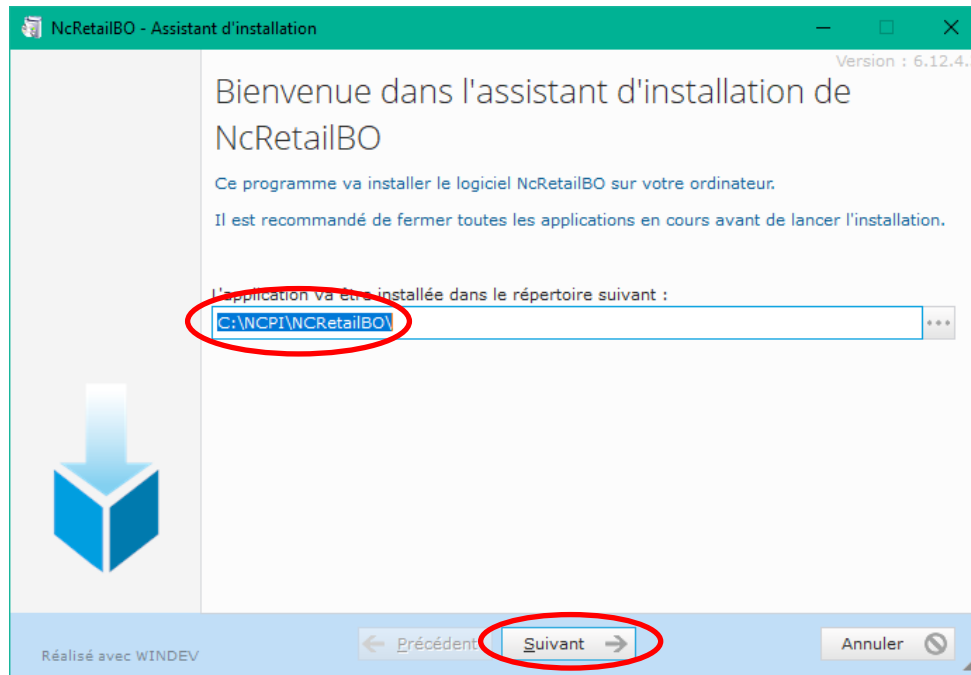 NcRetailBO - Assistant d'installation
Version : 6.12.4.
Bienvenue dans l'assistant d'installation de
NcRetailBO
Ce programme va installer le logiciel NcRetailBO sur votre ordinateur.
Il est recommandé de fermer toutes les applications en cours avant de lancer l'installation.
L'application va être installée dans le répertoire suivant :
C:\NCPI\NCRetailBO\
Réalisé avec WINDEV
Précédent
Suivant
Annuler